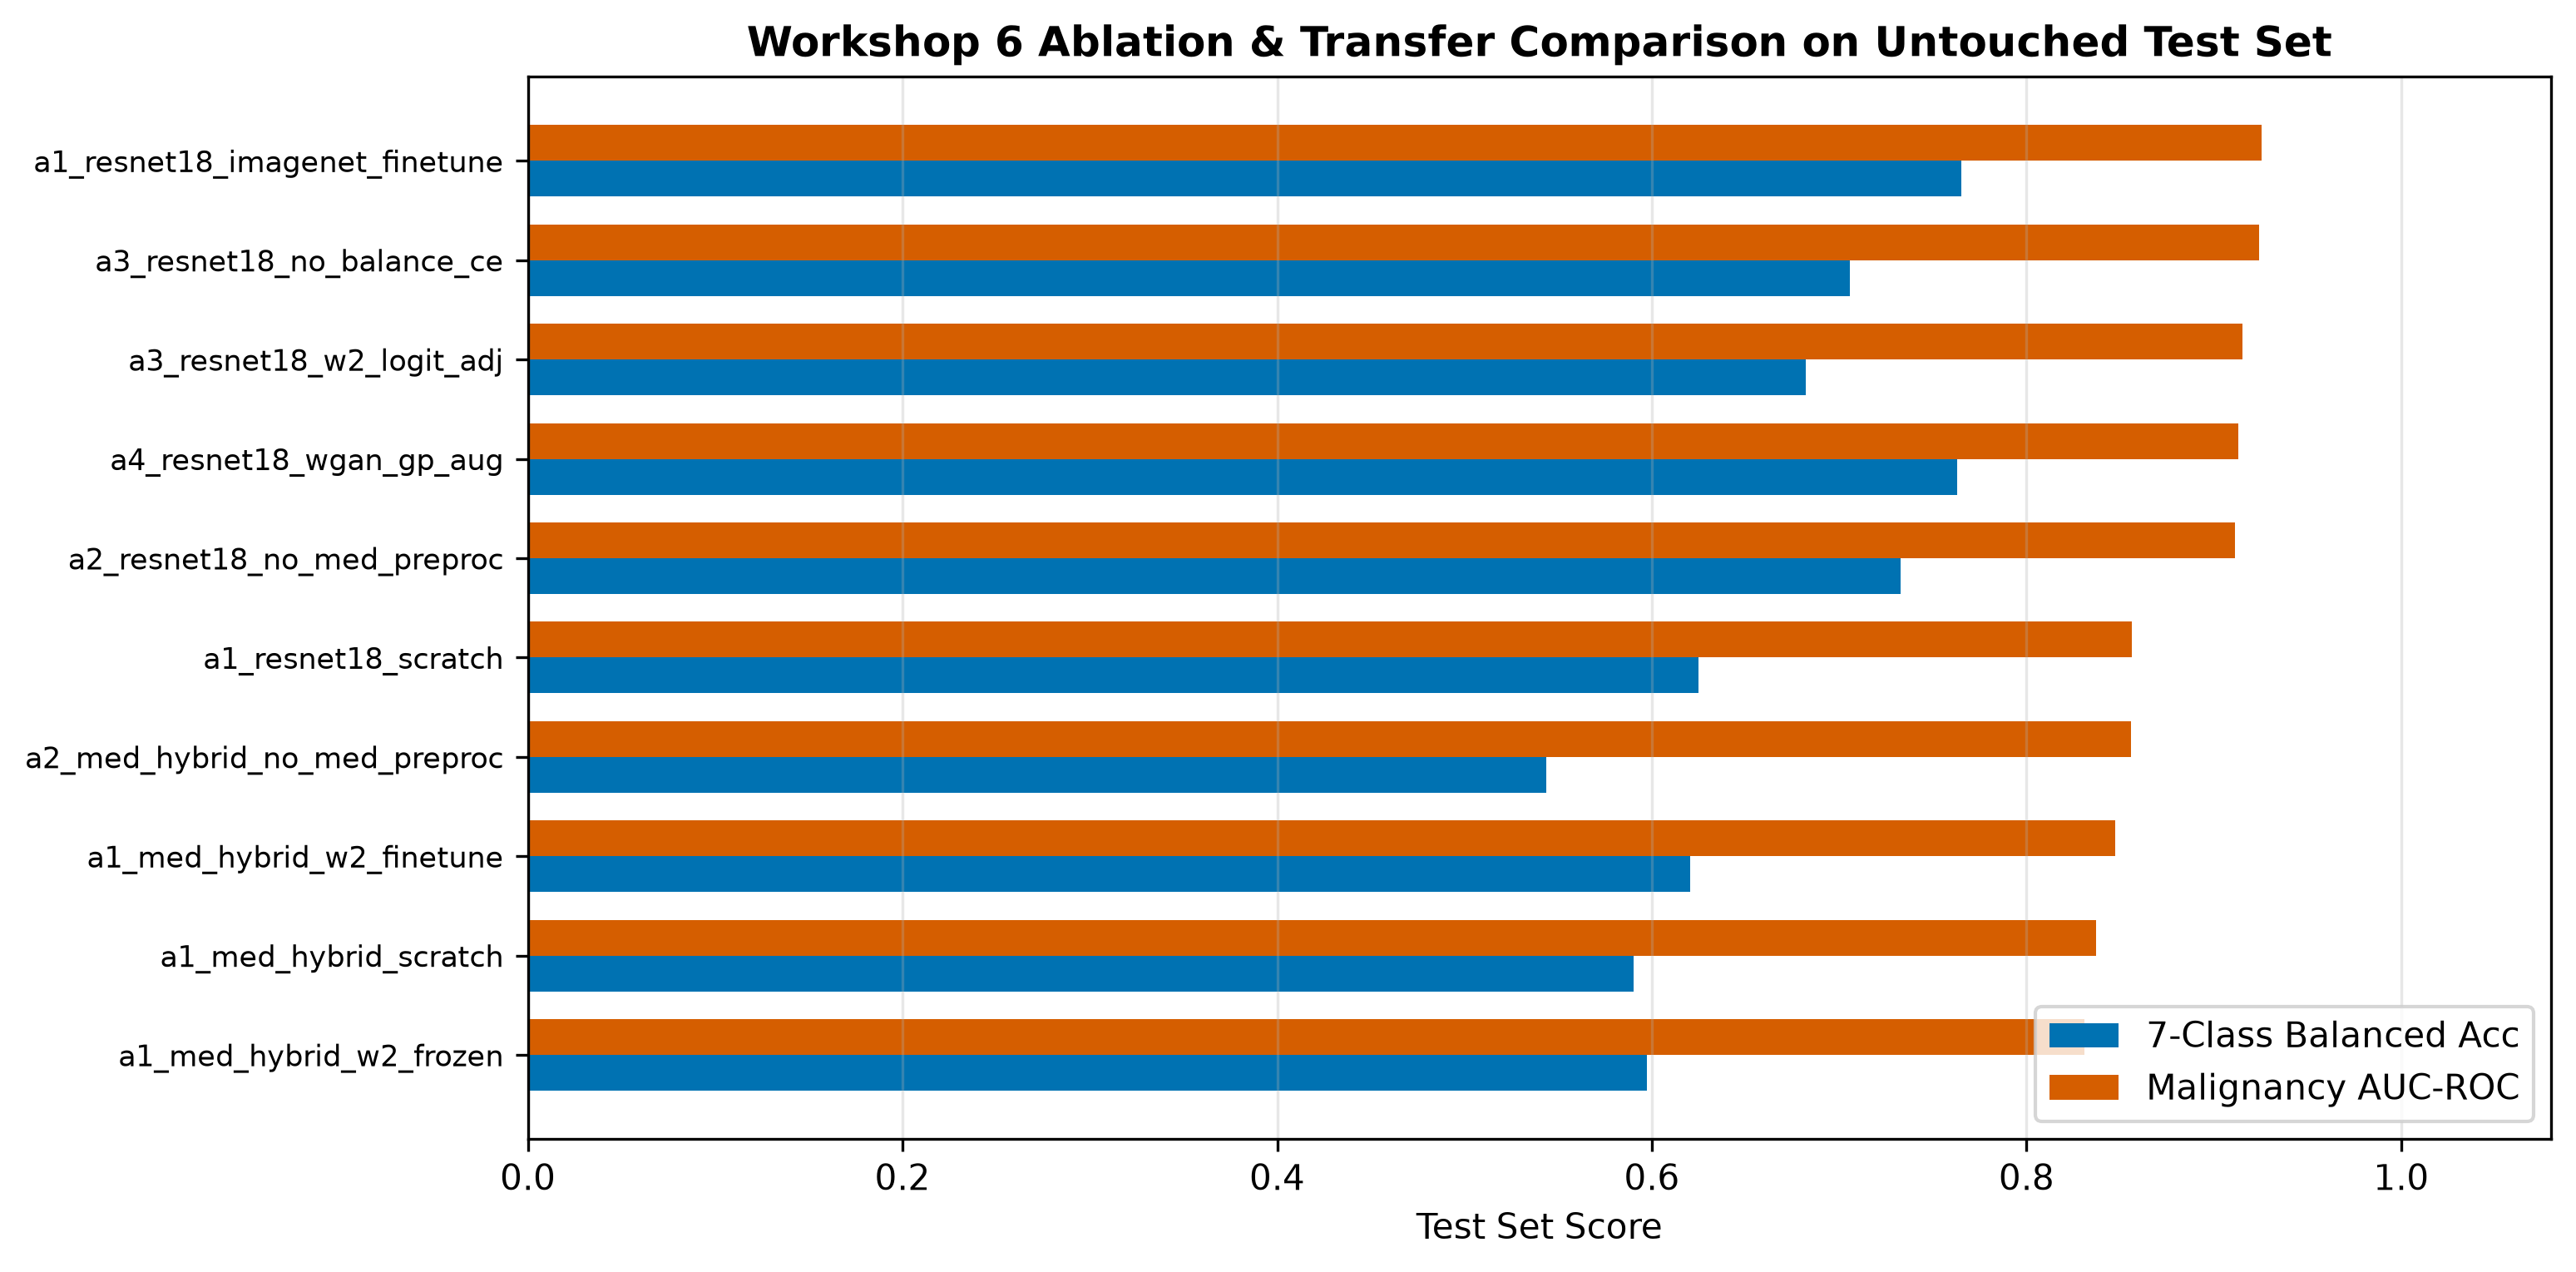 Workshop 6 Ablation & Transfer Comparison on Untouched Test Set
a1_resnet18_imagenet_finetune
a3_resnet18_no_balance_ce
a3_resnet18_w2_logit_adj
a4_resnet18_wgan_gp_aug
a2_resnet18_no_med_preproc
a1_resnet18_scratch
a2_med_hybrid_no_med_preproc
a1_med_hybrid_w2_finetune
a1_med_hybrid_scratch
a1_med_hybrid_w2_frozen
7-Class Balanced Acc
Malignancy AUC-ROC
0.0 0.2 0.4 0.6 0.8 1.0
Test Set Score